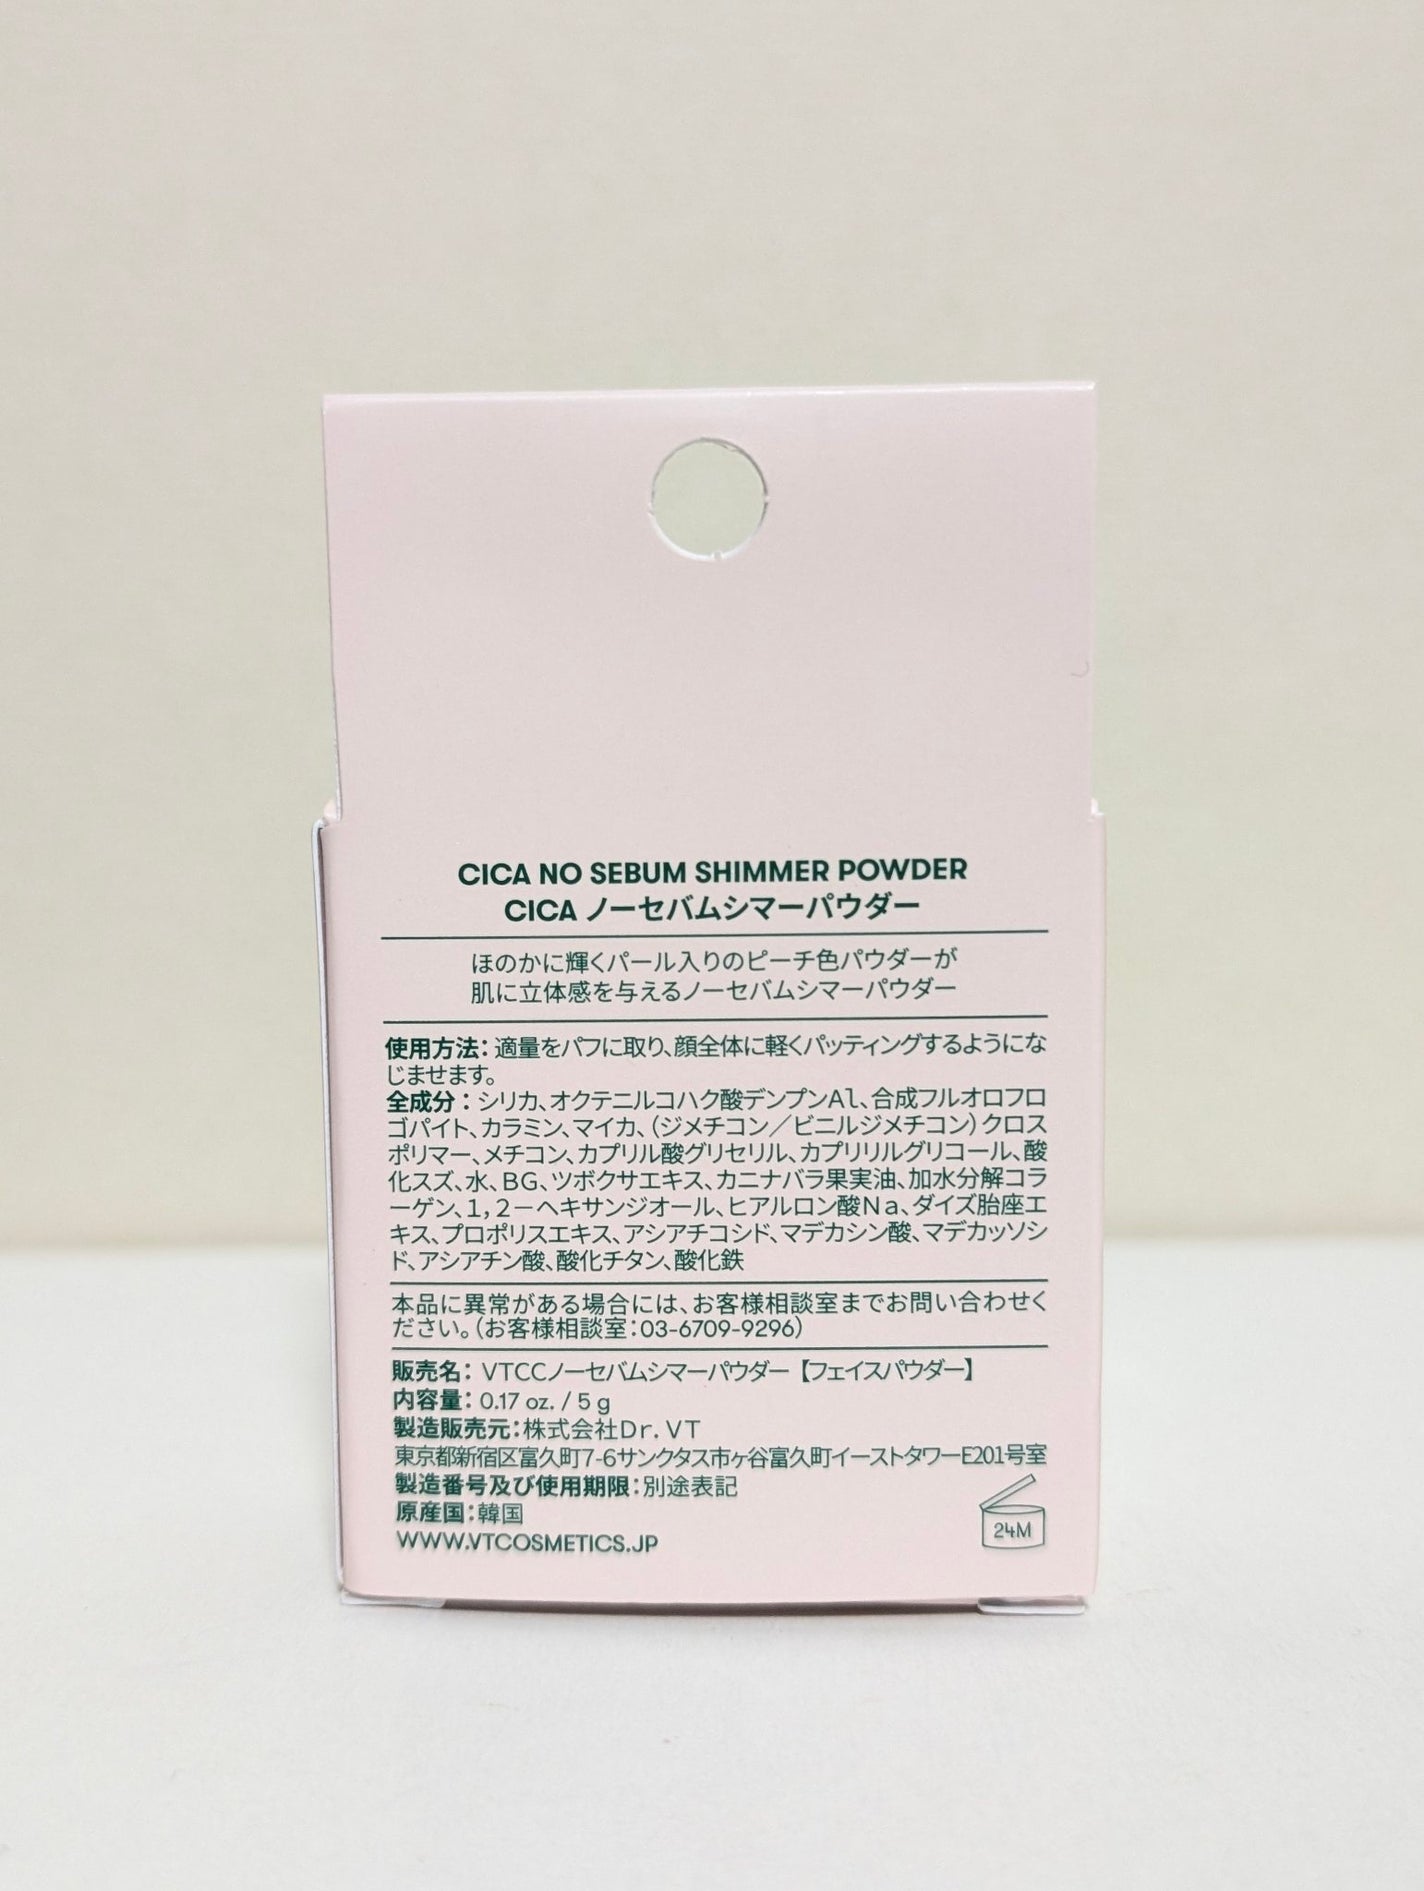 CICA NO SEBUM SHIMMER POWDER
CICA ノーセバムシマーパウダー
ほのかに輝くパール入りのピーチ色パウダーが
肌に立体感を与えるノーセバムシマーパウダー
使用方法：適量をパフに取り、顔全体に軽くパッティングするようにな
じませます。
全成分：シリカ、オクテニルコハク酸デンプンAl、合成フルオロフロ
ゴパイト、カラミン、マイカ、（ジメチコン／ビニルジメチコン）クロス
ポリマー、メチコン、カプリル酸グリセリル、カプリリルグリコール、酸
化スズ、水、BG、ツボクサエキス、カニナバラ果実油、加水分解コラ
ーゲン、1，2－ヘキサンジオール、ヒアルロン酸Na、ダイズ胎座エ
キス、プロポリスエキス、アシアチコシド、マデカシン酸、マデカッソシ
ド、アシアチン酸、酸化チタン、酸化鉄
本品に異常がある場合には、お客様相談室までお問い合わせく
ださい。（お客様相談室：03-6709-9296）
販売名：VTCCノーセバムシマーパウダー【フェイスパウダー】
内容量：0.17 oz. / 5 g
製造販売元：株式会社Dr. VT
東京都新宿区富久町7-6サンクタス市ヶ谷富久町イーストタワーE201号室
製造番号及び使用期限：別途表記
原産国：韓国
WWW.VTCOSMETICS.JP
24M